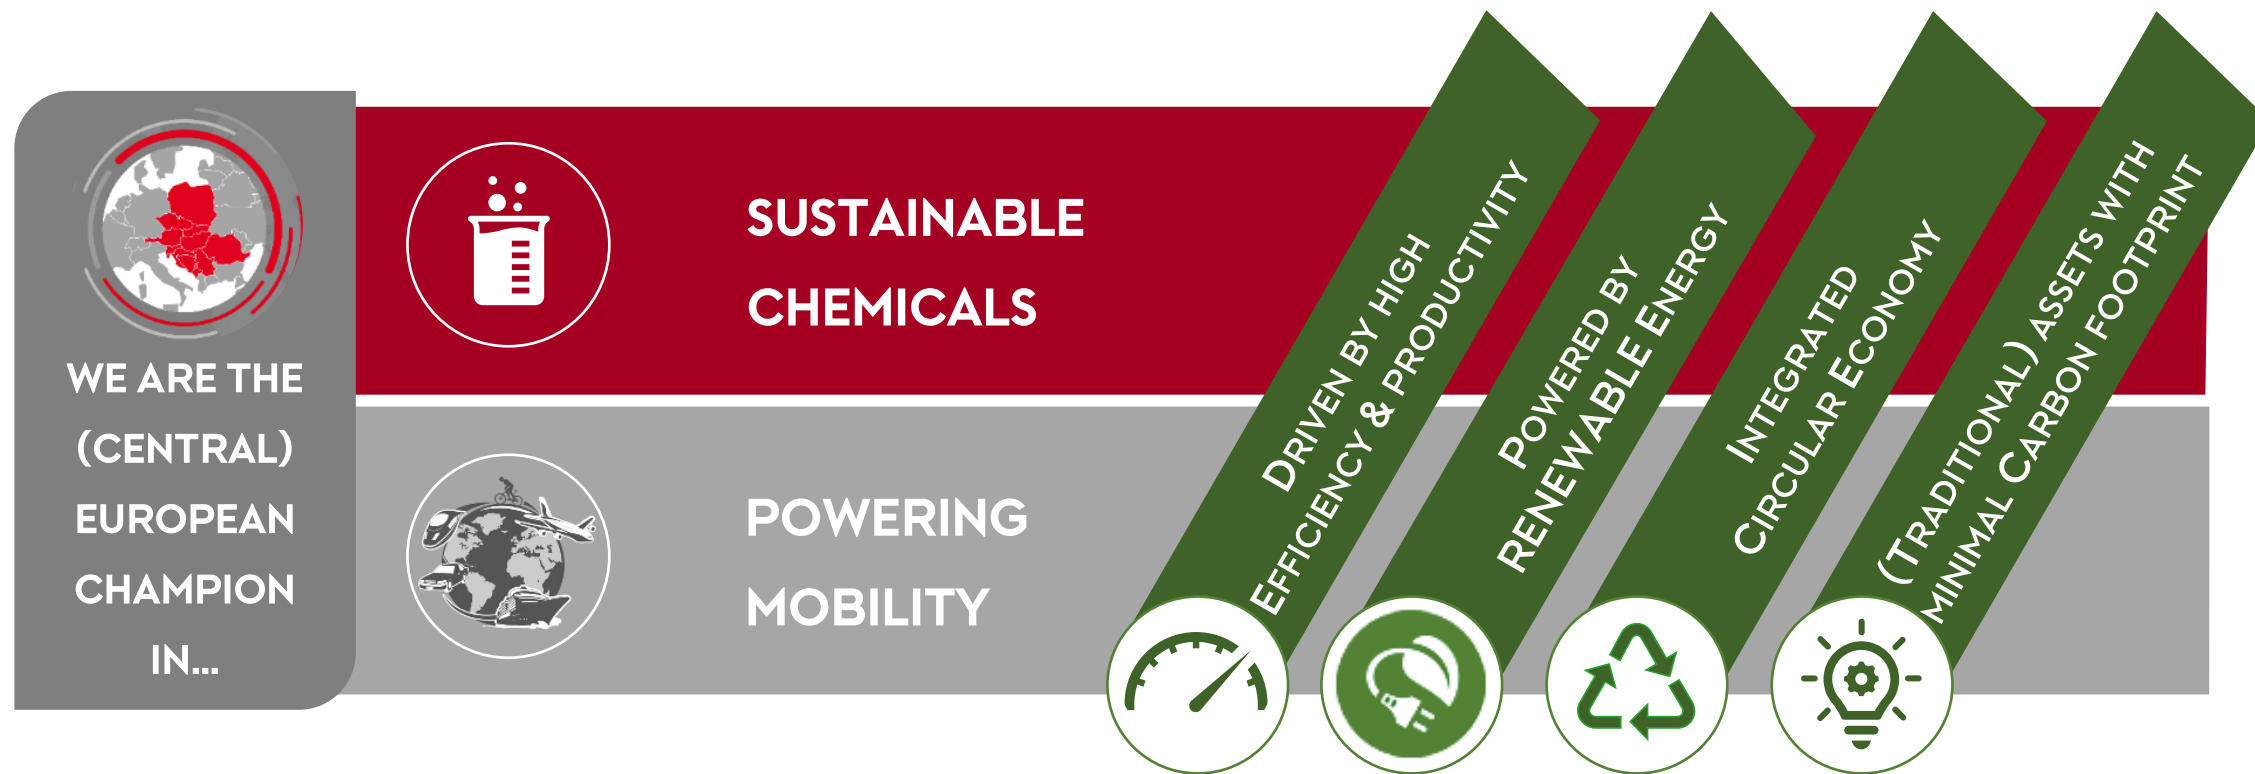 WE ARE THE
(CENTRAL)
EUROPEAN
CHAMPION
IN...
SUSTAINABLE
CHEMICALS
POWERING
MOBILITY
DRIVEN BY HIGH
EFFICIENCY & PRODUCTIVITY
POWERED BY
RENEWABLE ENERGY
INTEGRATED
CIRCULAR ECONOMY
(TRADITIONAL) ASSETS WITH
MINIMAL CARBON FOOTPRINT